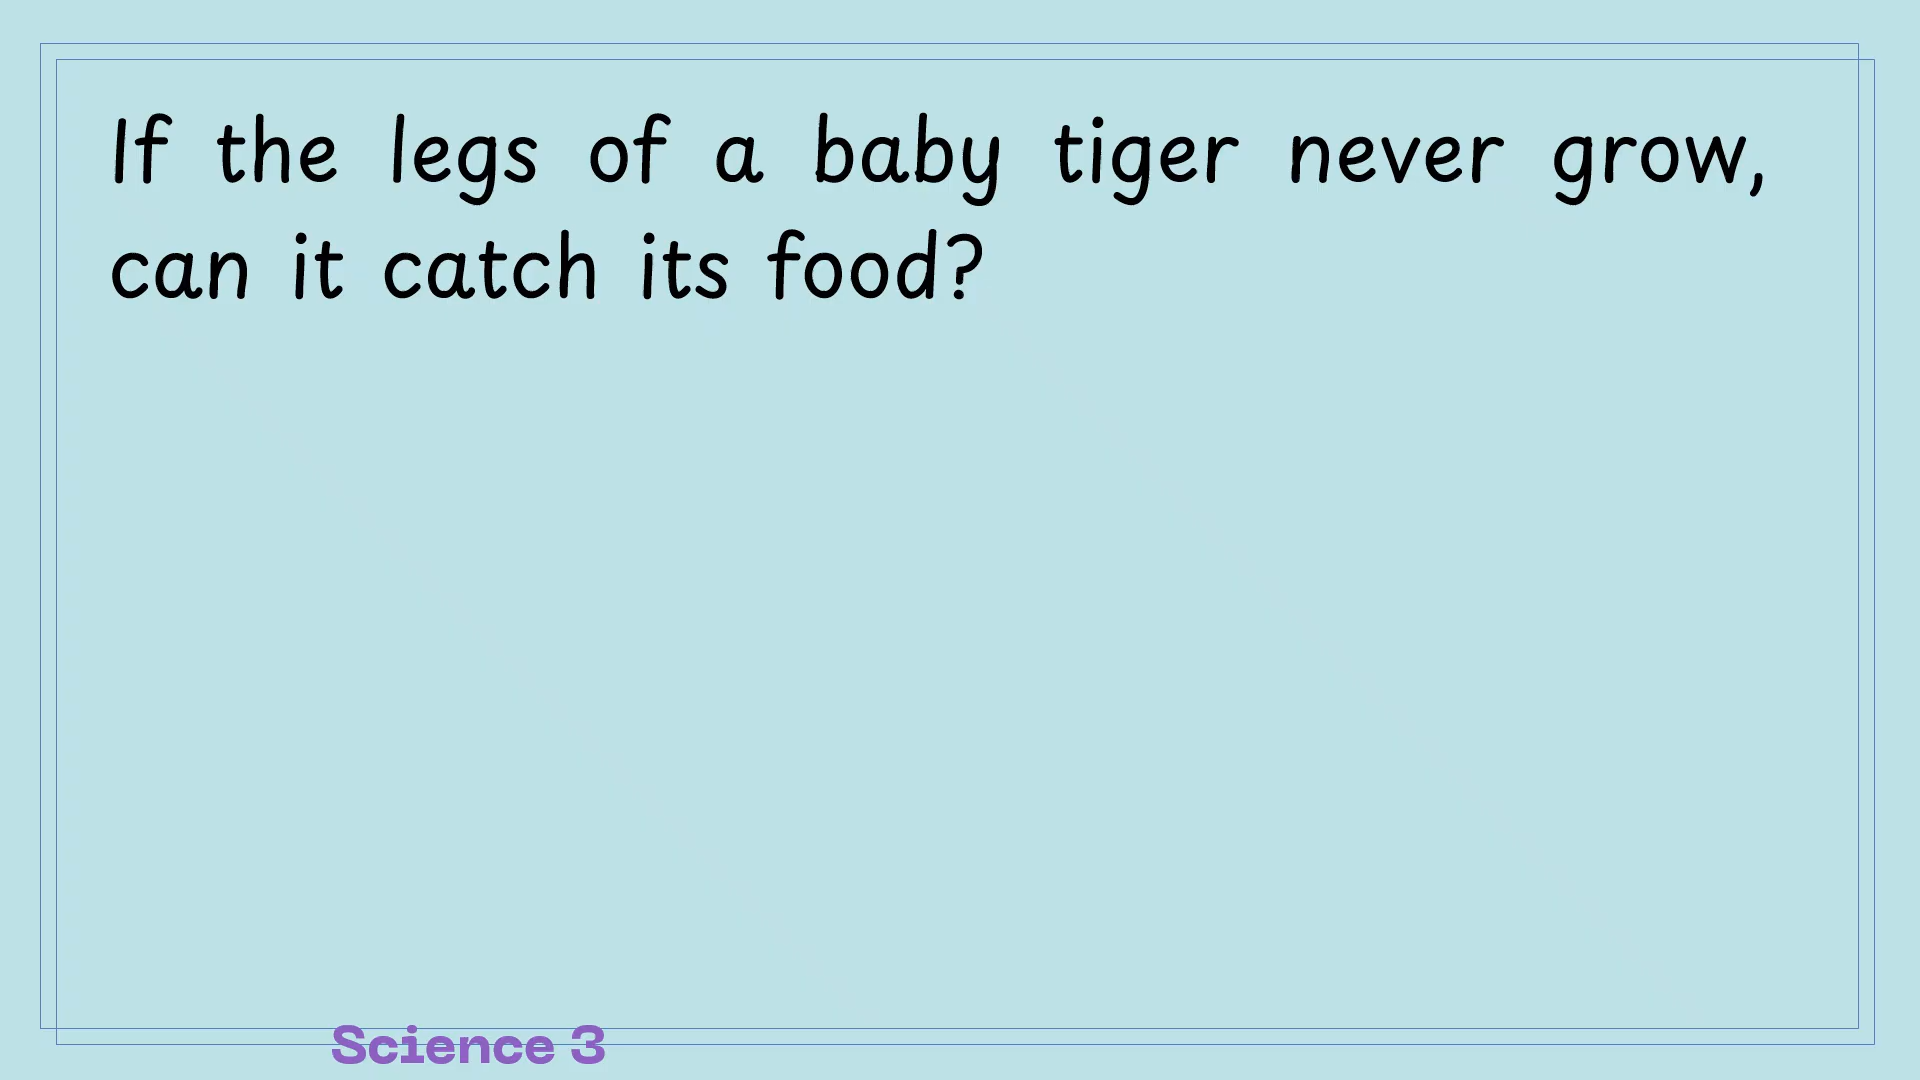 If the legs of a baby tiger never grow,
can it catch its food?
Science 3